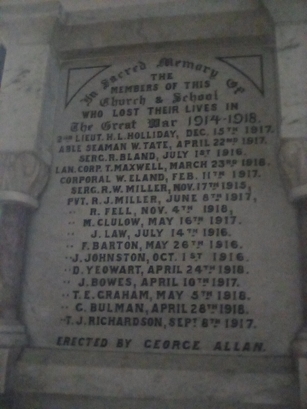 In Sacred Memory Of
THE
MEMBERS OF THIS
Church & School
WHO LOST THEIR LIVES IN
The Great War 1914-1918.
2ND LIEUT. H.L. HOLLIDAY, DEC. 15TH 1917.
ABLE SEAMAN W. TATE, APRIL 22ND 1917.
SERG. R. BLAND, JULY 1ST 1916.
LAN. CORP. T. MAXWELL, MARCH 23RD 1918.
CORPORAL W. ELAND, FEB. 11TH 1917.
SERG. R.W. MILLER, NOV. 17TH 1915,
PVT. R.J. MILLER, JUNE 8TH 1917,
" R. FELL, NOV. 4TH 1918,
" M. CLULOW, MAY 16TH 1917.
" J. LAW, JULY 14TH 1916.
" F. BARTON, MAY 26TH 1916.
" J. JOHNSTON, OCT. 1ST 1916.
" D. YEOWART, APRIL 24TH 1918.
" J. BOWES, APRIL 10TH 1917.
" T.E. GRAHAM, MAY 5TH 1918.
" G. BULMAN, APRIL 28TH 1918.
" T.J. RICHARDSON, SEPT 8TH 1917.
ERECTED BY GEORGE ALLAN.